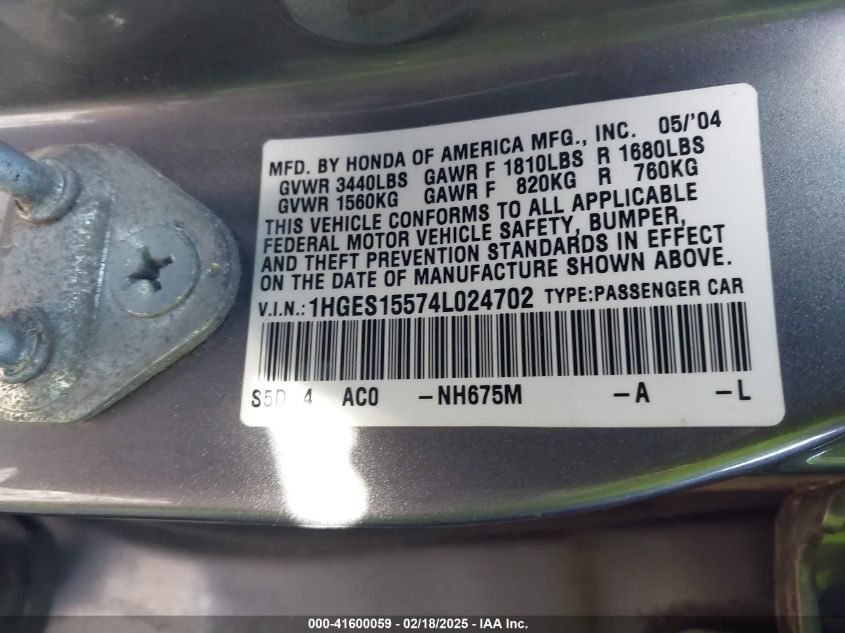 MFD. BY HONDA OF AMERICA MFG., INC. 05/'04
GVWR 3440LBS GAWR F 1810LBS R 1680LBS
GVWR 1560KG GAWR F 820KG R 760KG
THIS VEHICLE CONFORMS TO ALL APPLICABLE
FEDERAL MOTOR VEHICLE SAFETY, BUMPER,
AND THEFT PREVENTION STANDARDS IN EFFECT
ON THE DATE OF MANUFACTURE SHOWN ABOVE.
V.I.N.: 1HGES15574L024702 TYPE:PASSENGER CAR
S5D 4 AC0 -NH675M -A -L
000-41600059 - 02/18/2025 - IAA Inc.